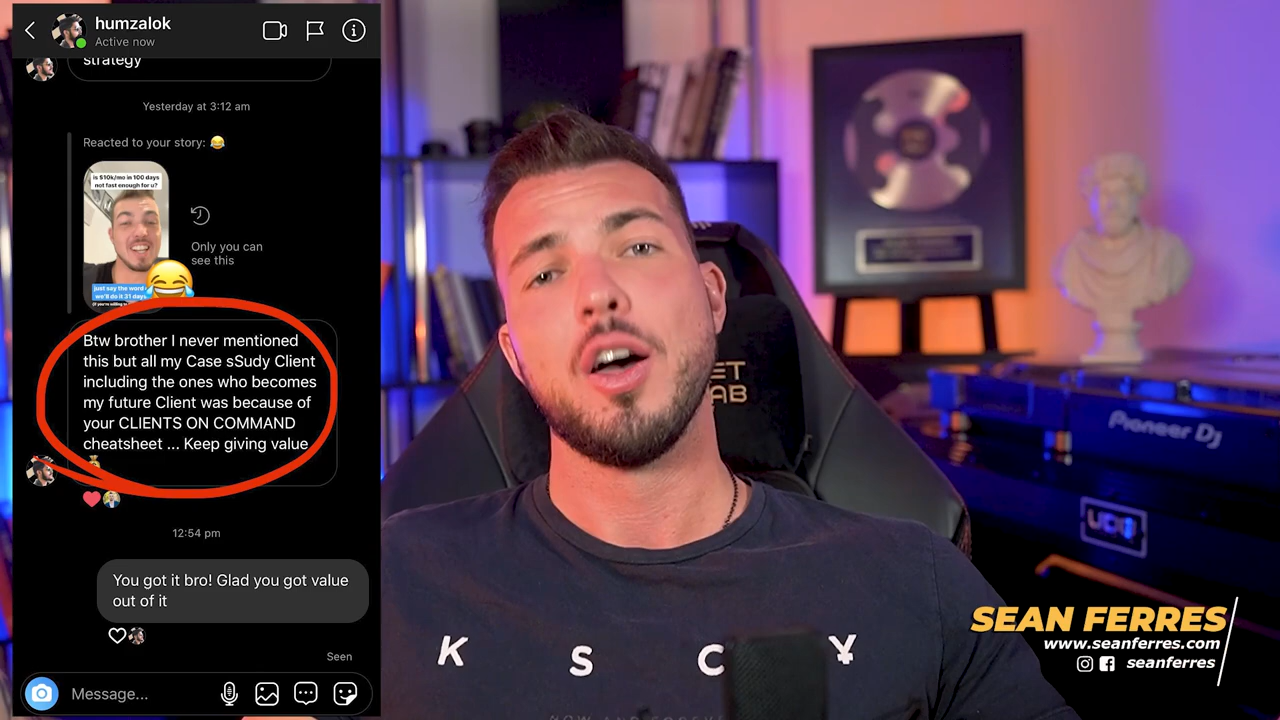 humzalok
Active now
strategy
Yesterday at 3:12 am
Reacted to your story: 😂
is $10k/mo in 100 days
not fast enough for u?
Only you can
see this
just say the word
we'll do it 31 days
Btw brother I never mentioned
this but all my Case sSudy Client
including the ones who becomes
my future Client was because of
your CLIENTS ON COMMAND
cheatsheet ... Keep giving value
12:54 pm
You got it bro! Glad you got value
out of it
Seen
Message...
K S C ¥
Pioneer Dj
UDG
SEAN FERRES
www.seanferres.com
seanferres